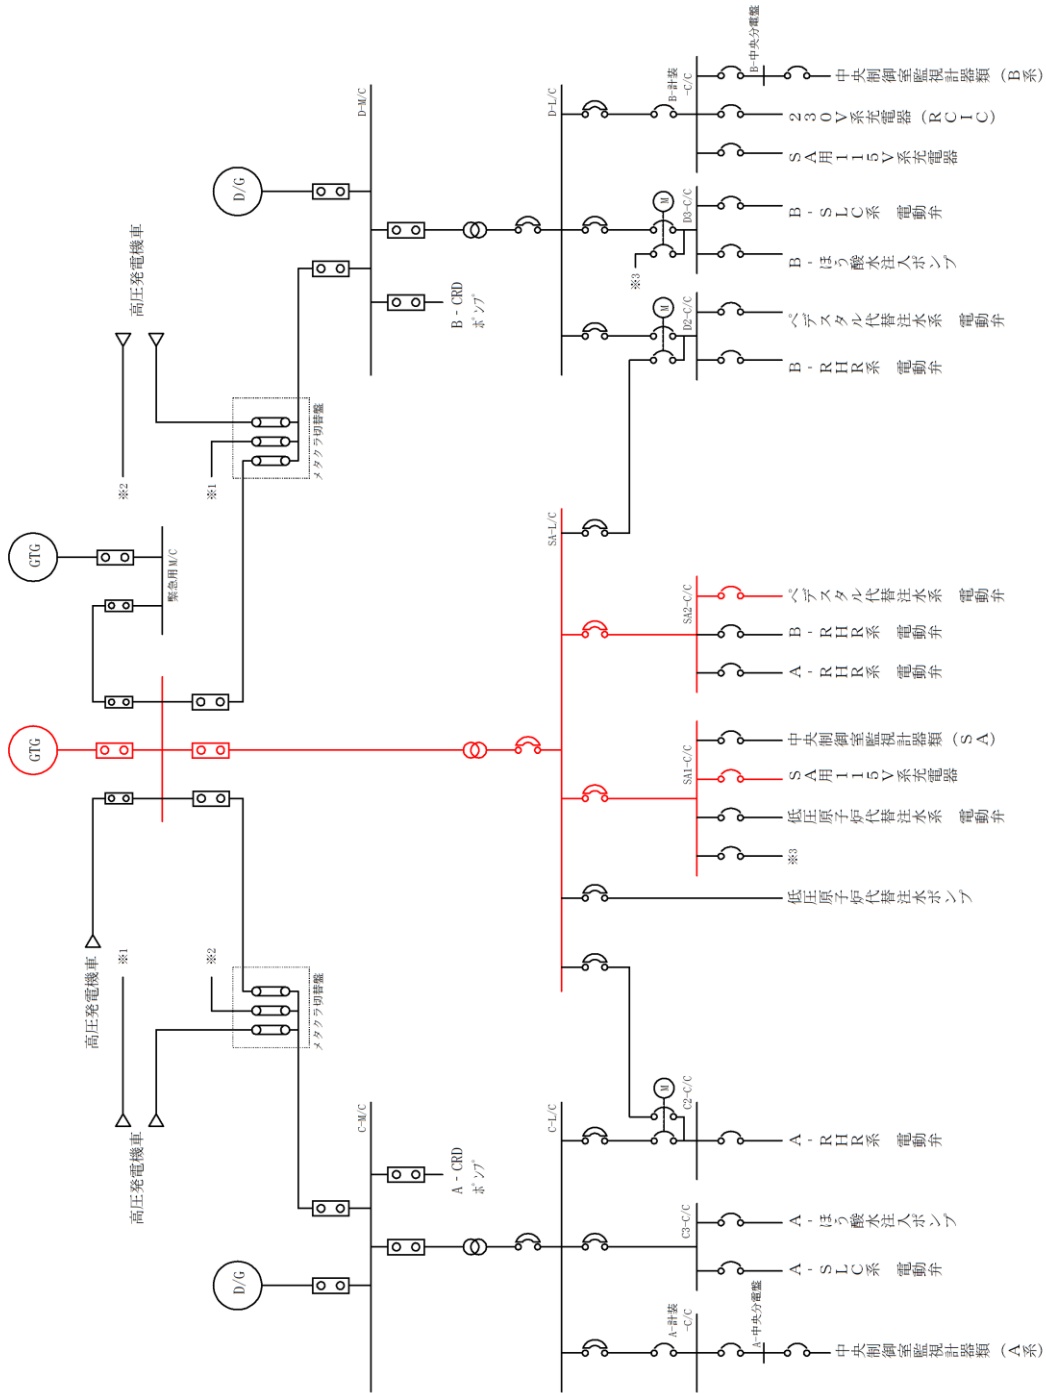 GTG
GTG
高圧発電機車
※1
※2
高圧発電機車
高圧発電機車
緊急用M/C
※2
※1
D/G
D/G
メタクラ切替盤
メタクラ切替盤
C-M/C
D-M/C
A - CRD
ポンプ
B - CRD
ポンプ
C-L/C
SA-L/C
D-L/C
※3
M
M
M
A-計装
-C/C
C3-C/C
C2-C/C
SA1-C/C
SA2-C/C
D2-C/C
D3-C/C
B-計装
-C/C
A-中央分電盤
B-中央分電盤
中央制御室監視計器類（A系）
A-SLC系 電動弁
A-ほう酸水注入ポンプ
A-RHR系 電動弁
低圧原子炉代替注水ポンプ
※3
低圧原子炉代替注水系 電動弁
SA用115V系充電器
中央制御室監視計器類（SA）
A-RHR系 電動弁
B-RHR系 電動弁
ペデスタル代替注水系 電動弁
B-RHR系 電動弁
ペデスタル代替注水系 電動弁
B-ほう酸水注入ポンプ
B-SLC系 電動弁
SA用115V系充電器
230V系充電器（RCIC）
中央制御室監視計器類（B系）